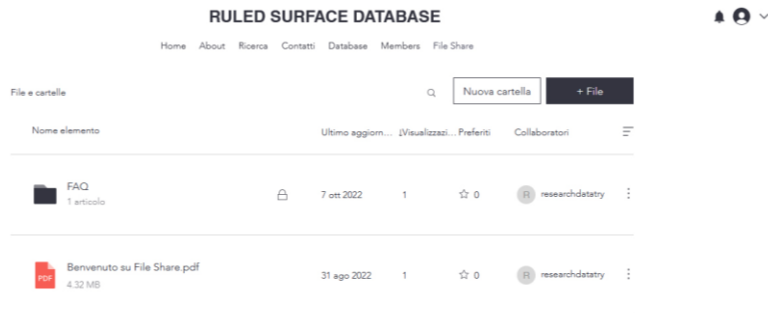 RULED SURFACE DATABASE
Home About Ricerca Contatti Database Members File Share
File e cartelle
Nuova cartella
+ File
Nome elemento Ultimo aggiorn... Visualizzazi... Preferiti Collaboratori
FAQ
1 articolo
7 ott 2022 1 0 R researchdatatry
Benvenuto su File Share.pdf
PDF
4.32 MB
31 ago 2022 1 0 R researchdatatry